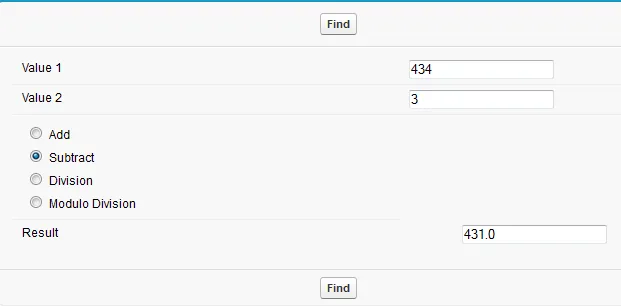 Find
Value 1 434
Value 2 3
Add
Subtract
Division
Modulo Division
Result 431.0
Find